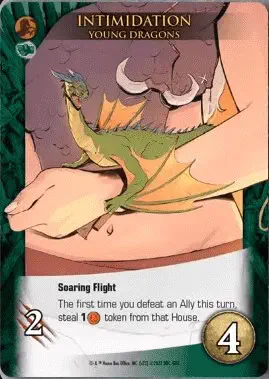 INTIMIDATION
YOUNG DRAGONS
Soaring Flight
The first time you defeat an Ally this turn,
steal 1 token from that House.
2
4